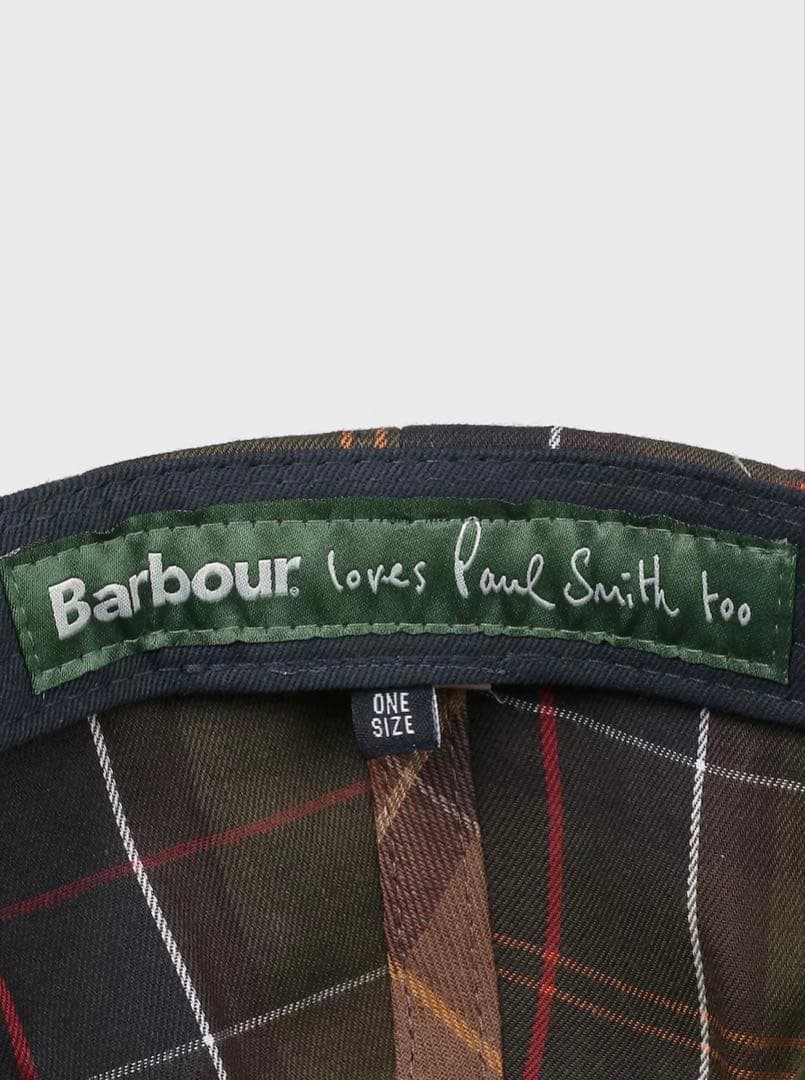 Barbour. loves Paul Smith too
ONE
SIZE